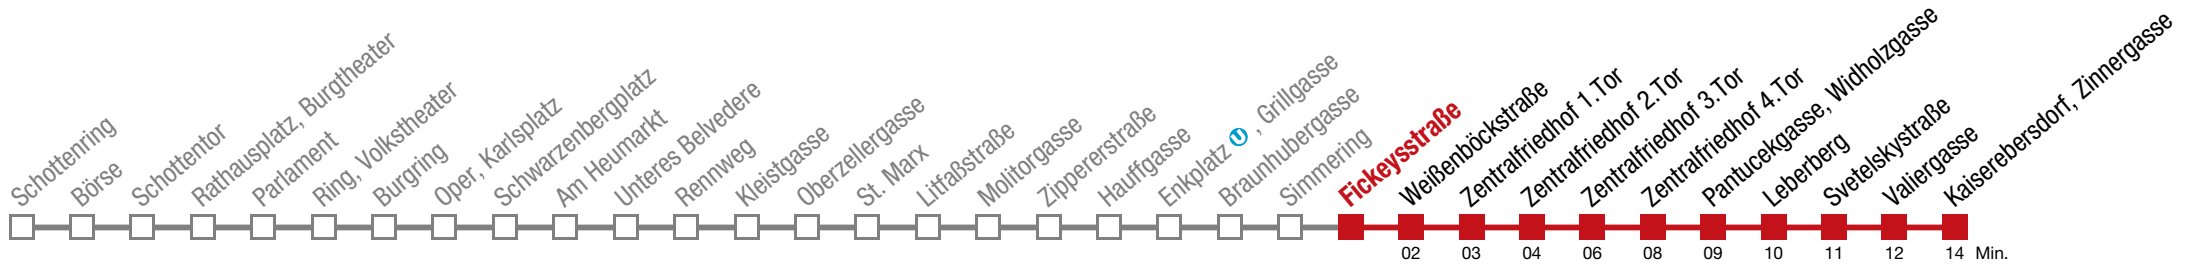 Schottenring
Börse
Schottentor
Rathausplatz, Burgtheater
Parlament
Ring, Volkstheater
Burgring
Oper, Karlsplatz
Schwarzenbergplatz
Am Heumarkt
Unteres Belvedere
Rennweg
Kleistgasse
Oberzellergasse
St. Marx
Litfaßstraße
Molitorgasse
Zippererstraße
Hauffgasse
Enkplatz U , Grillgasse
Braunhubergasse
Simmering
Fickeysstraße
Weißenböckstraße
Zentralfriedhof 1.Tor
Zentralfriedhof 2.Tor
Zentralfriedhof 3.Tor
Zentralfriedhof 4.Tor
Pantucekgasse, Widholzgasse
Leberberg
Svetelskystraße
Valiergasse
Kaiserebersdorf, Zinnergasse
02 03 04 06 08 09 10 11 12 14 Min.